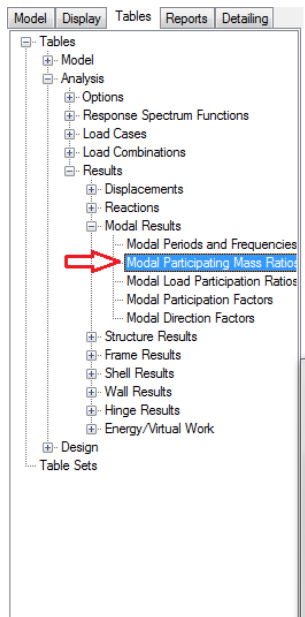 Model Display Tables Reports Detailing
Tables
Model
Analysis
Options
Response Spectrum Functions
Load Cases
Load Combinations
Results
Displacements
Reactions
Modal Results
Modal Periods and Frequencies
Modal Participating Mass Ratios
Modal Load Participation Ratios
Modal Participation Factors
Modal Direction Factors
Structure Results
Frame Results
Shell Results
Wall Results
Hinge Results
Energy/Virtual Work
Design
Table Sets